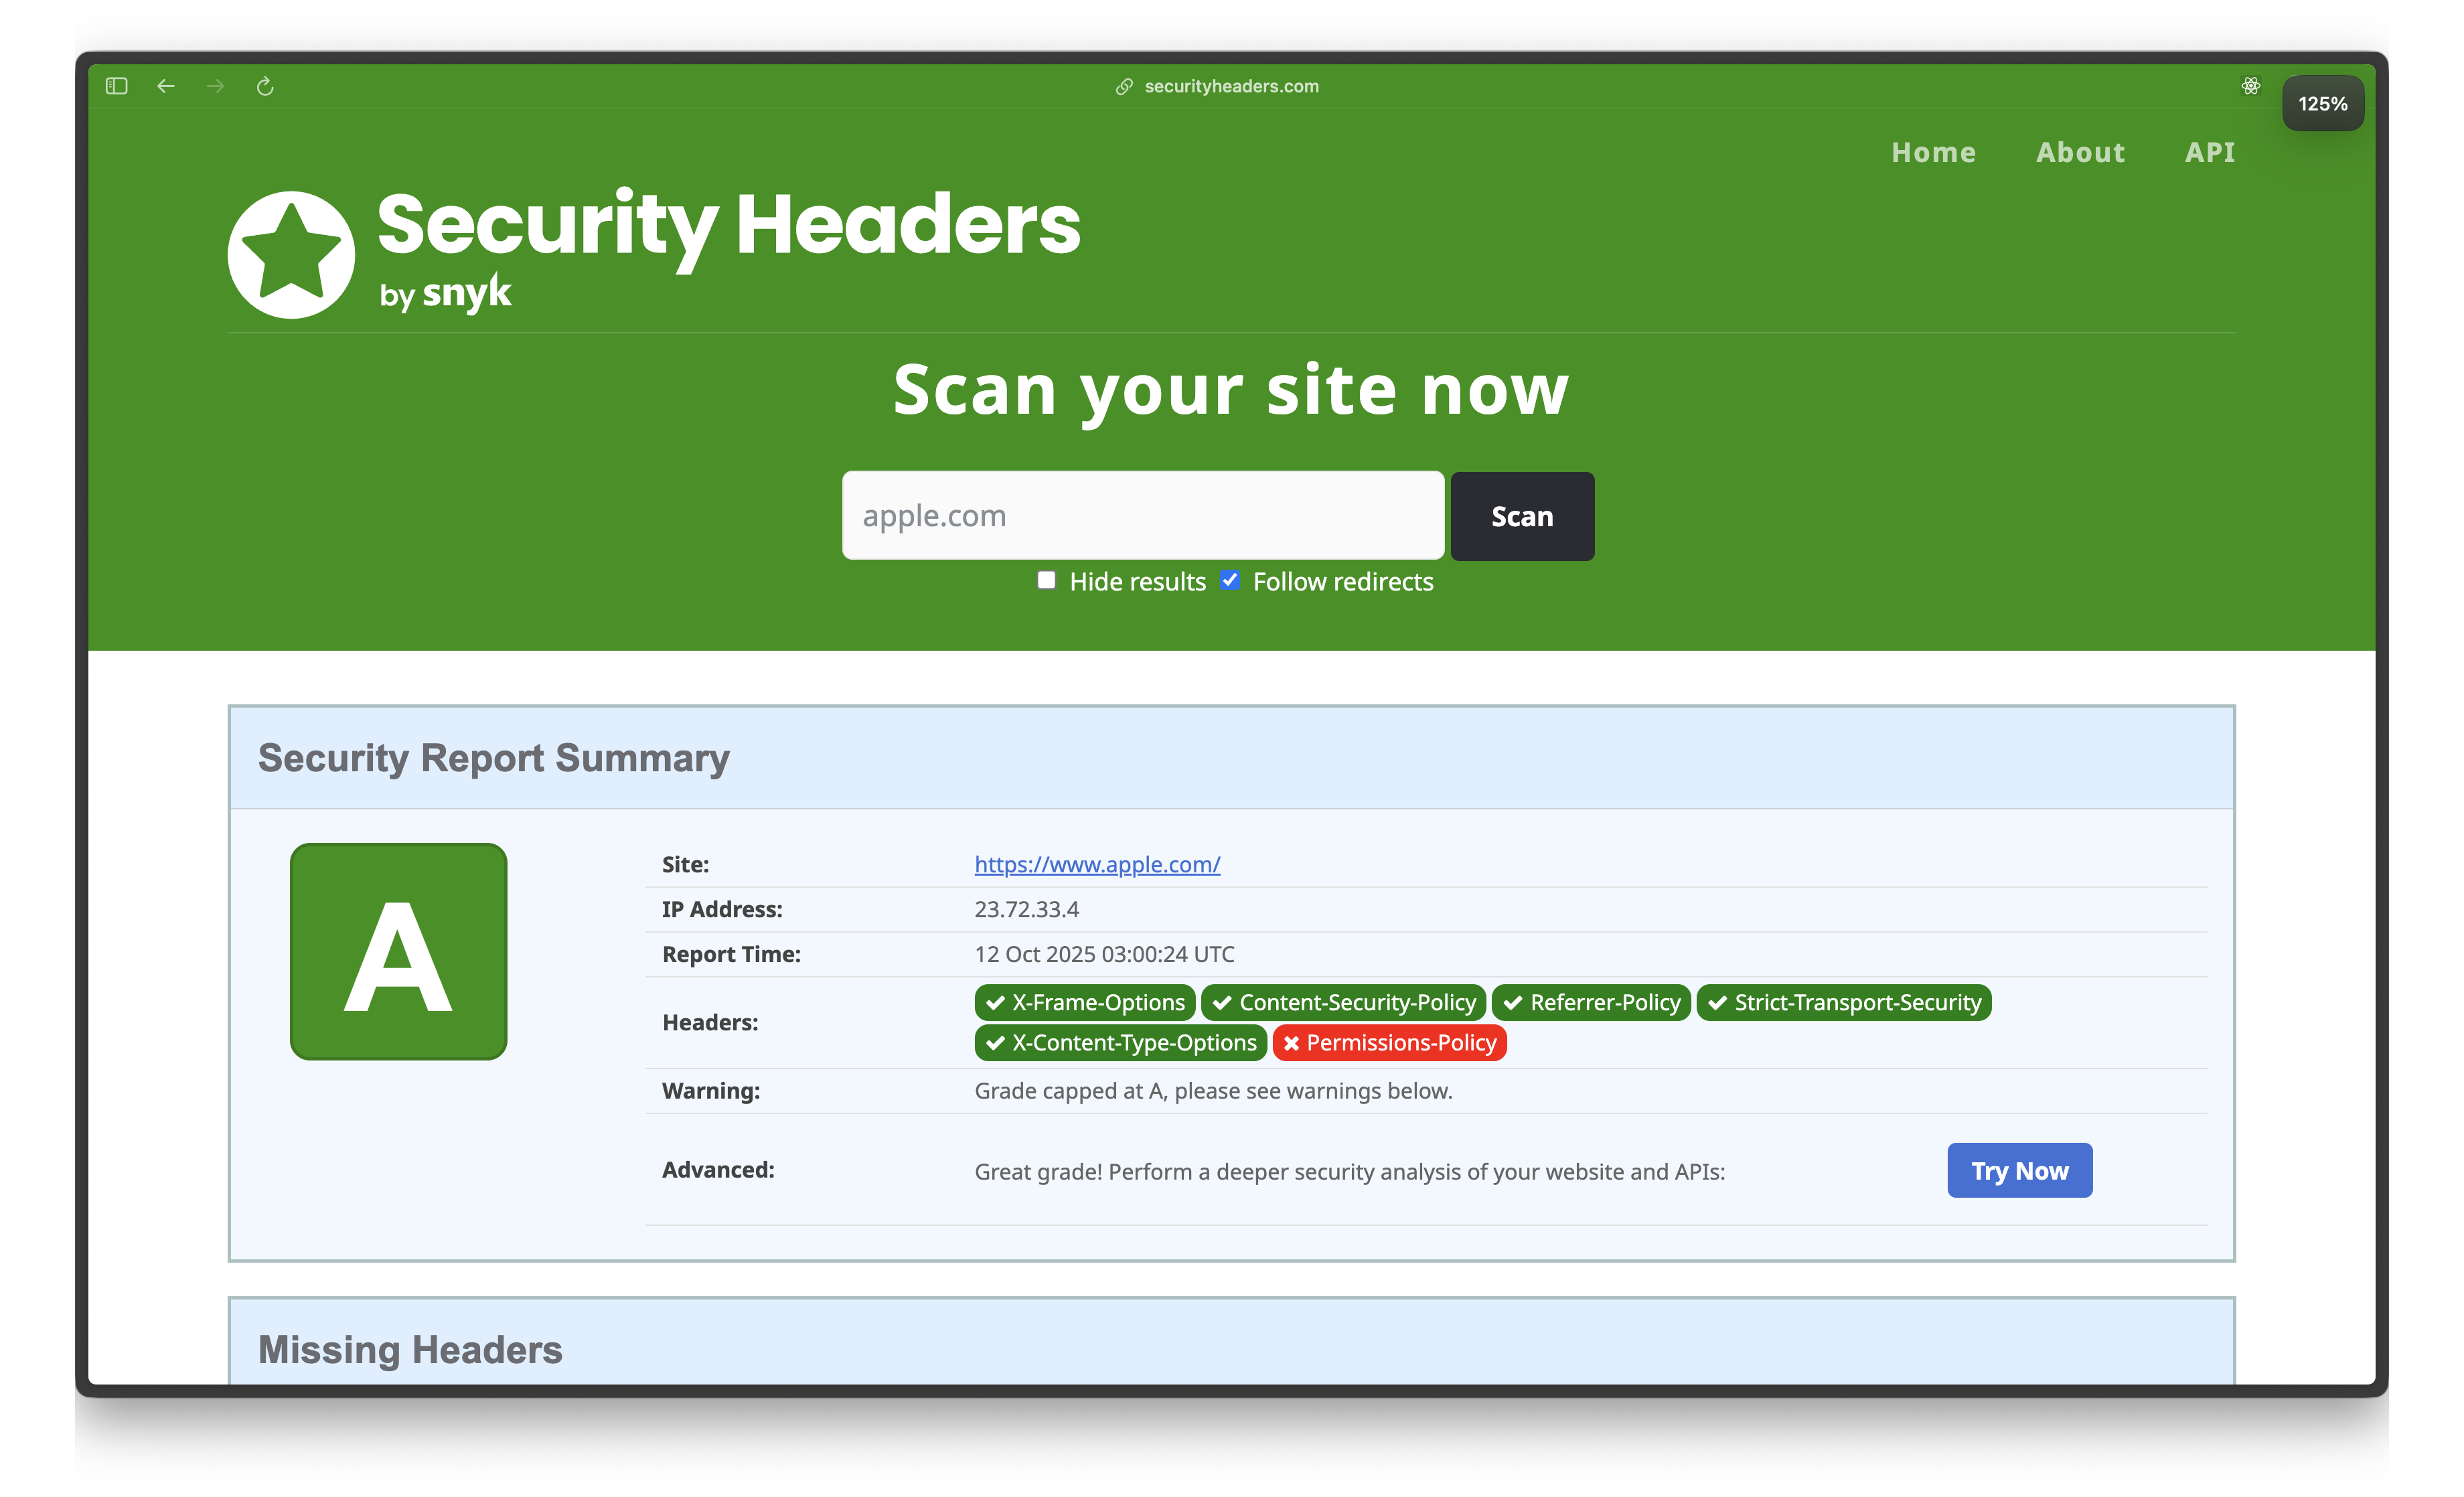 securityheaders.com
125%
Home About API
Security Headers
by snyk
Scan your site now
apple.com
Scan
Hide results Follow redirects
Security Report Summary
A
Site: https://www.apple.com/
IP Address: 23.72.33.4
Report Time: 12 Oct 2025 03:00:24 UTC
Headers: X-Frame-Options Content-Security-Policy Referrer-Policy Strict-Transport-Security
X-Content-Type-Options Permissions-Policy
Warning: Grade capped at A, please see warnings below.
Advanced: Great grade! Perform a deeper security analysis of your website and APIs: Try Now
Missing Headers